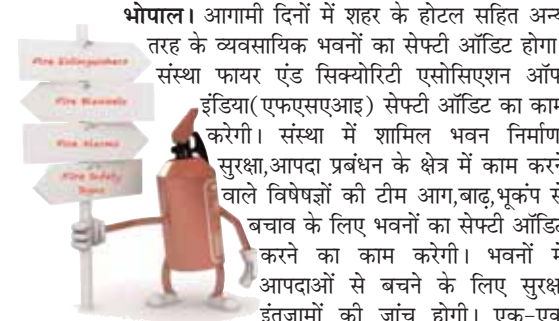 भोपाल। आगामी दिनों में शहर के होटल सहित अन्य
तरह के व्यवसायिक भवनों का सेफ्टी ऑडिट होगा
संस्था फायर एंड सिक्योरिटी एसोसिएशन ऑफ
इंडिया(एफएसएआइ) सेफ्टी ऑडिट का काम
करेगी। संस्था में शामिल भवन निर्माण
सुरक्षा,आपदा प्रबंधन के क्षेत्र में काम करने
वाले विषेषज्ञों की टीम आग,बाढ़,भूकंप से
बचाव के लिए भवनों का सेफ्टी ऑडिट
करने का काम करेगी। भवनों में
आपदाओं से बचने के लिए सुरक्षा
इंतजामों की जांच होगी। एक-एक
Fire Extinguishers
Fire Blankets
Fire Alarms
Fire Safety
Signs